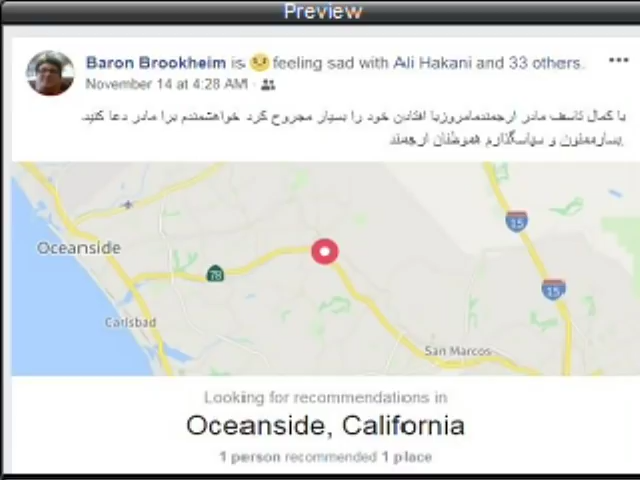 Preview
Baron Brookheim is feeling sad with Ali Hakani and 33 others.
November 14 at 4:28 AM
با کمال تاسف مادر ارجمندمامروزبا افتادن خود را بسیار مجروح کرد خواهشمندم برا مادر دعا کنید.
بسارممنون و سپاسگذارم هموطنان ارجمند
15
Oceanside
78
15
Carlsbad
San Marcos
Looking for recommendations in
Oceanside, California
1 person recommended 1 place